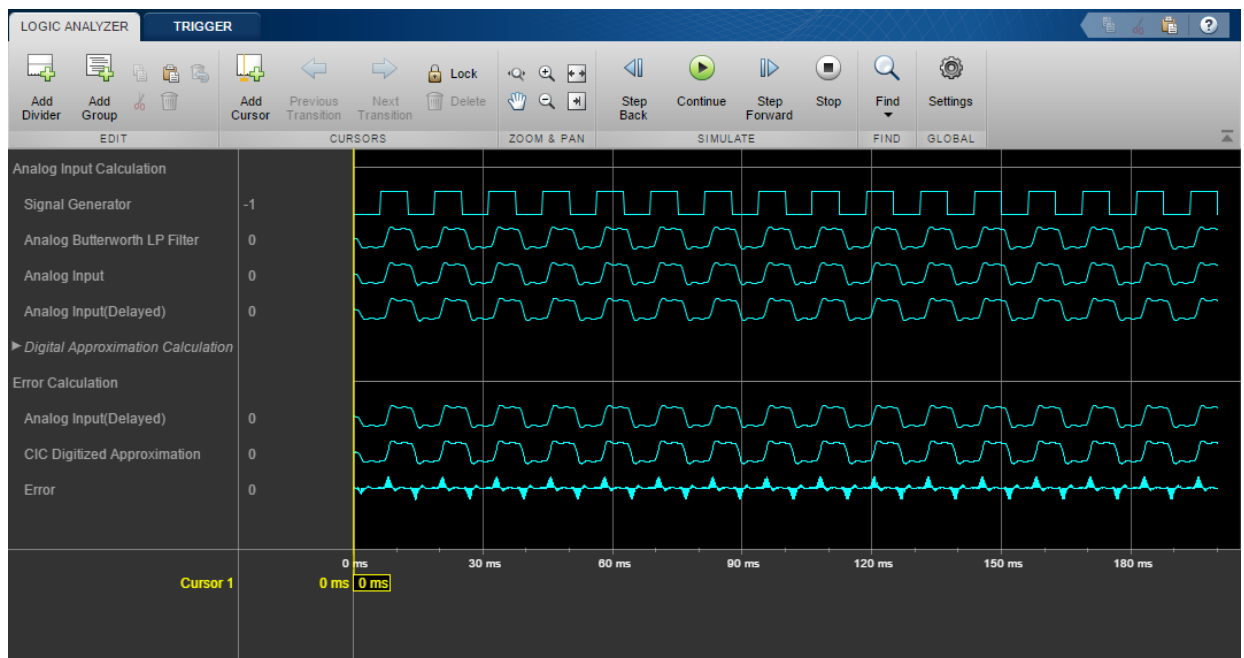 LOGIC ANALYZER TRIGGER
?
Lock
Delete
Add Divider
Add Group
Add Cursor
Previous Transition
Next Transition
Step Back
Continue
Step Forward
Stop
Find
Settings
EDIT CURSORS ZOOM & PAN SIMULATE FIND GLOBAL
Analog Input Calculation
Signal Generator -1
Analog Butterworth LP Filter 0
Analog Input 0
Analog Input(Delayed) 0
Digital Approximation Calculation
Error Calculation
Analog Input(Delayed) 0
CIC Digitized Approximation 0
Error 0
0 ms 30 ms 60 ms 90 ms 120 ms 150 ms 180 ms
Cursor 1 0 ms 0 ms